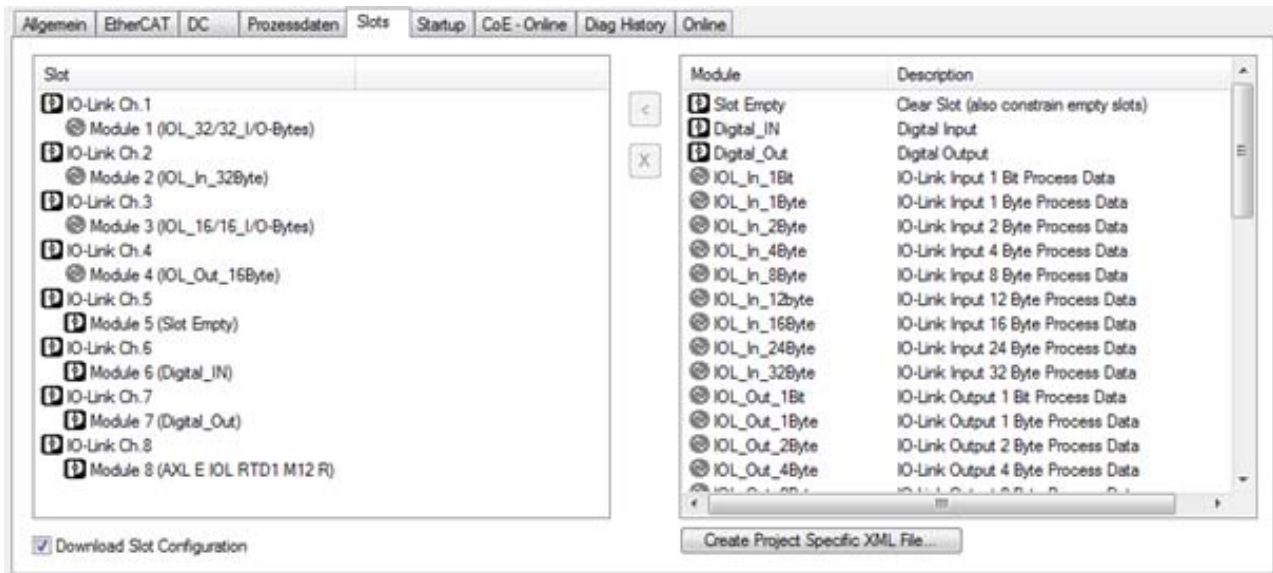 Allgemein EtherCAT DC Prozessdaten Slots Startup CoE - Online Diag History Online
Slot
IO-Link Ch.1
Module 1 (IOL_32/32_I/O-Bytes)
IO-Link Ch.2
Module 2 (IOL_In_32Byte)
IO-Link Ch.3
Module 3 (IOL_16/16_I/O-Bytes)
IO-Link Ch.4
Module 4 (IOL_Out_16Byte)
IO-Link Ch.5
Module 5 (Slot Empty)
IO-Link Ch.6
Module 6 (Digital_IN)
IO-Link Ch.7
Module 7 (Digital_Out)
IO-Link Ch.8
Module 8 (AXL E IOL RTD1 M12 R)
Download Slot Configuration
<
X
Module Description
Slot Empty Clear Slot (also constrain empty slots)
Digital_IN Digital Input
Digital_Out Digital Output
IOL_In_1Bit IO-Link Input 1 Bit Process Data
IOL_In_1Byte IO-Link Input 1 Byte Process Data
IOL_In_2Byte IO-Link Input 2 Byte Process Data
IOL_In_4Byte IO-Link Input 4 Byte Process Data
IOL_In_8Byte IO-Link Input 8 Byte Process Data
IOL_In_12byte IO-Link Input 12 Byte Process Data
IOL_In_16Byte IO-Link Input 16 Byte Process Data
IOL_In_24Byte IO-Link Input 24 Byte Process Data
IOL_In_32Byte IO-Link Input 32 Byte Process Data
IOL_Out_1Bit IO-Link Output 1 Bit Process Data
IOL_Out_1Byte IO-Link Output 1 Byte Process Data
IOL_Out_2Byte IO-Link Output 2 Byte Process Data
IOL_Out_4Byte IO-Link Output 4 Byte Process Data
Create Project Specific XML File...